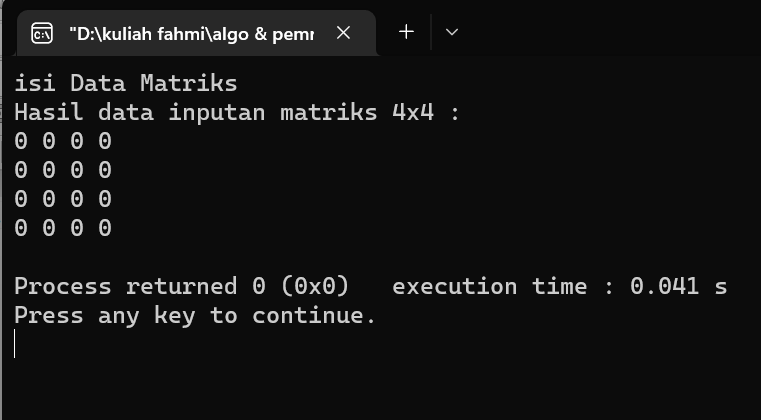 "D:\kuliah fahmi\algo & pemr
isi Data Matriks
Hasil data inputan matriks 4x4 :
0 0 0 0
0 0 0 0
0 0 0 0
0 0 0 0
Process returned 0 (0x0)   execution time : 0.041 s
Press any key to continue.